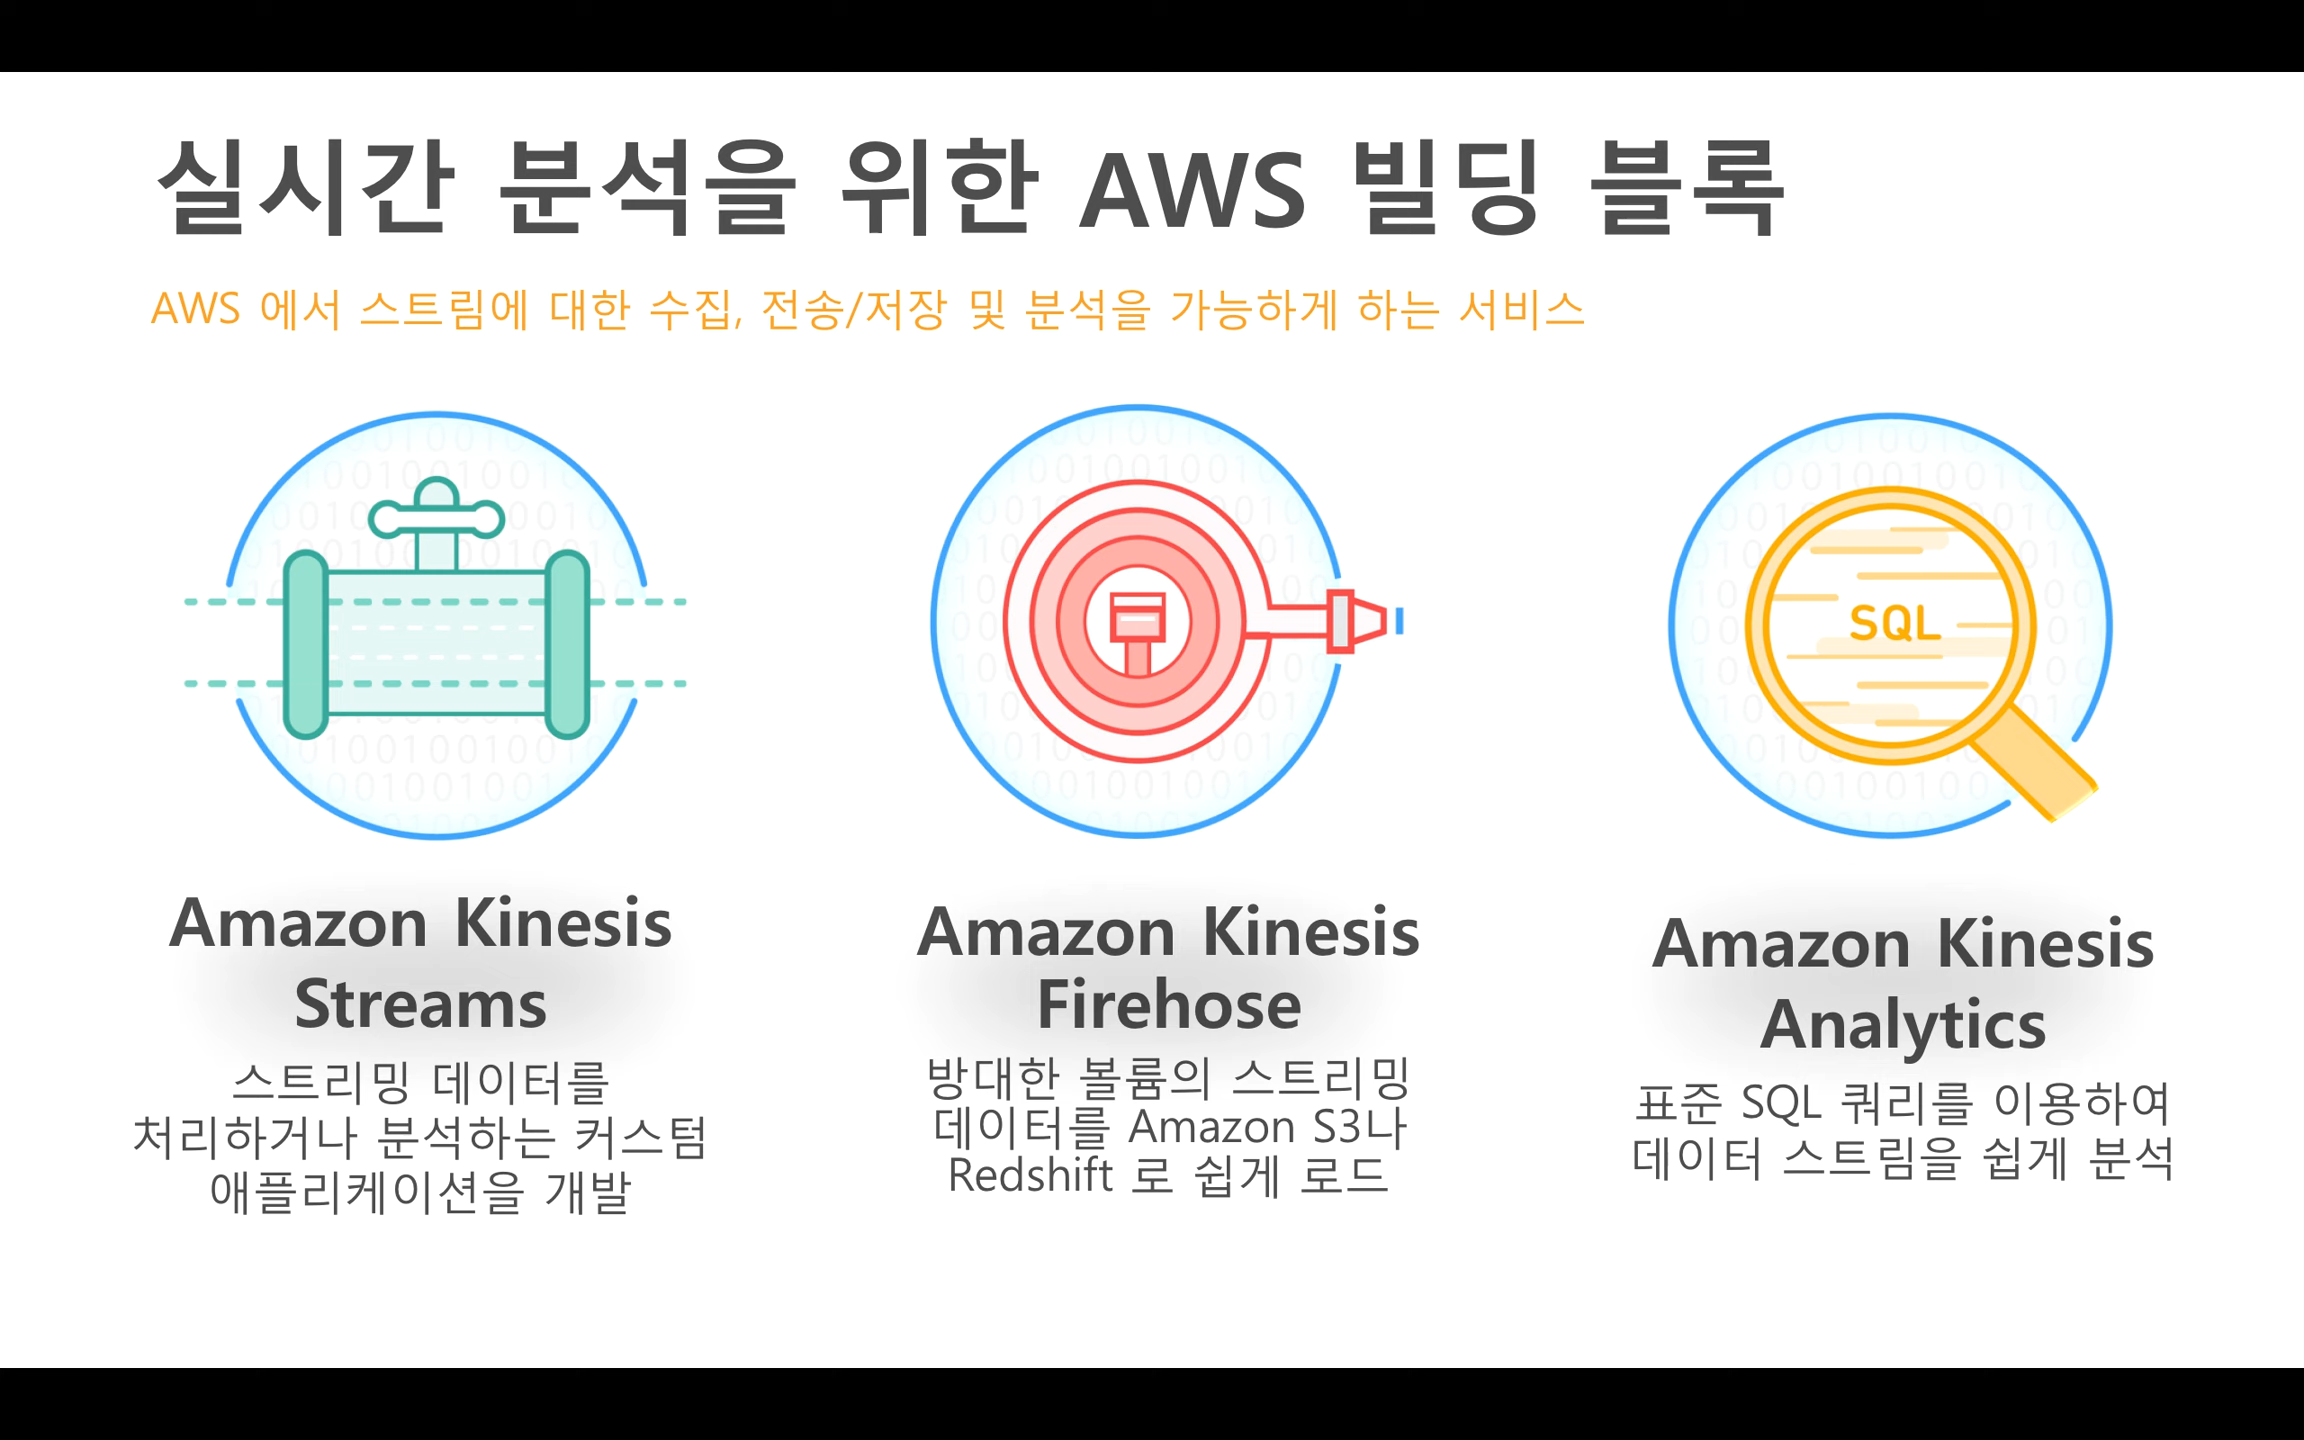 실시간 분석을 위한 AWS 빌딩 블록
AWS 에서 스트림에 대한 수집, 전송/저장 및 분석을 가능하게 하는 서비스
SQL
Amazon Kinesis
Streams
스트리밍 데이터를
처리하거나 분석하는 커스텀
애플리케이션을 개발
Amazon Kinesis
Firehose
방대한 볼륨의 스트리밍
데이터를 Amazon S3나
Redshift 로 쉽게 로드
Amazon Kinesis
Analytics
표준 SQL 쿼리를 이용하여
데이터 스트림을 쉽게 분석